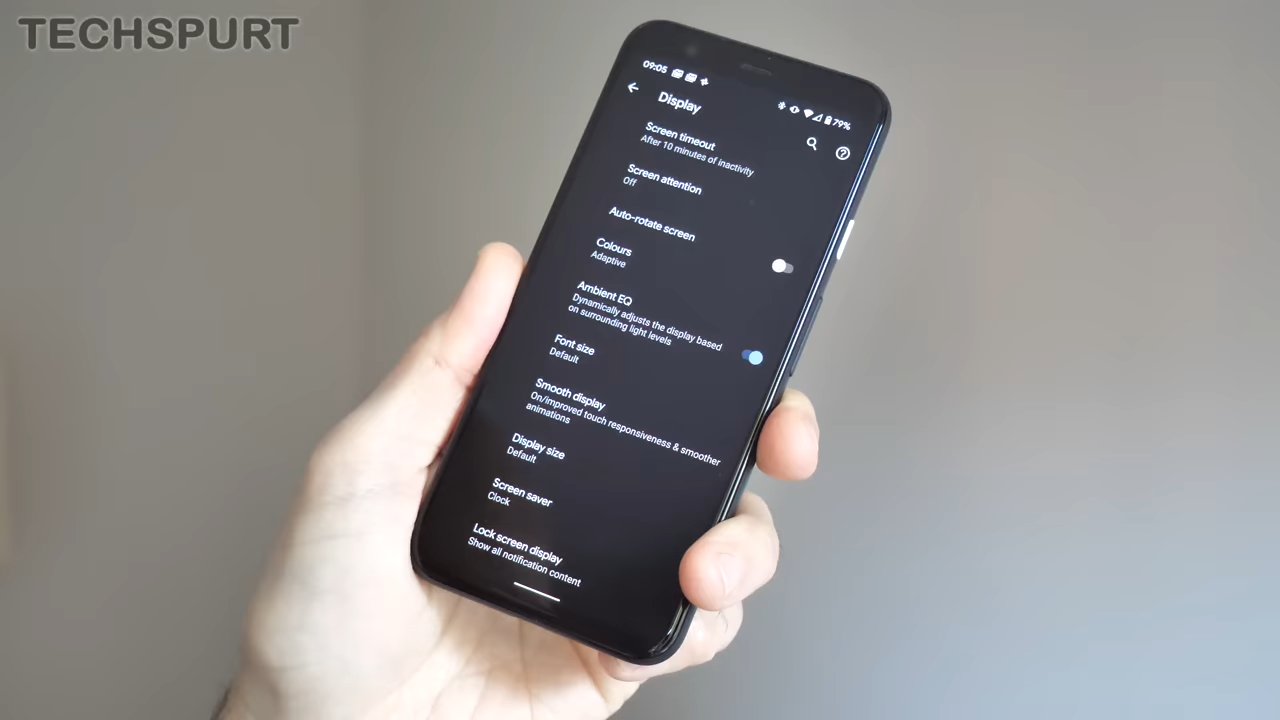 TECHSPURT
09:05
79%
Display
Screen timeout
After 10 minutes of inactivity
Screen attention
Off
Auto-rotate screen
Colours
Adaptive
Ambient EQ
Dynamically adjusts the display based
on surrounding light levels
Font size
Default
Smooth display
On/improved touch responsiveness & smoother
animations
Display size
Default
Screen saver
Clock
Lock screen display
Show all notification content